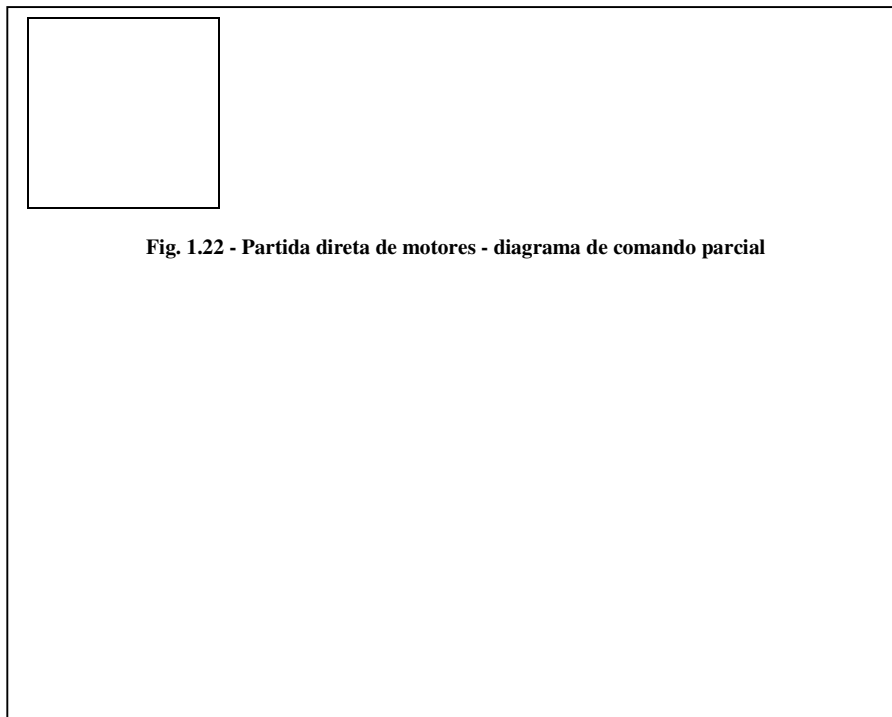 Fig. 1.22 - Partida direta de motores - diagrama de comando parcial